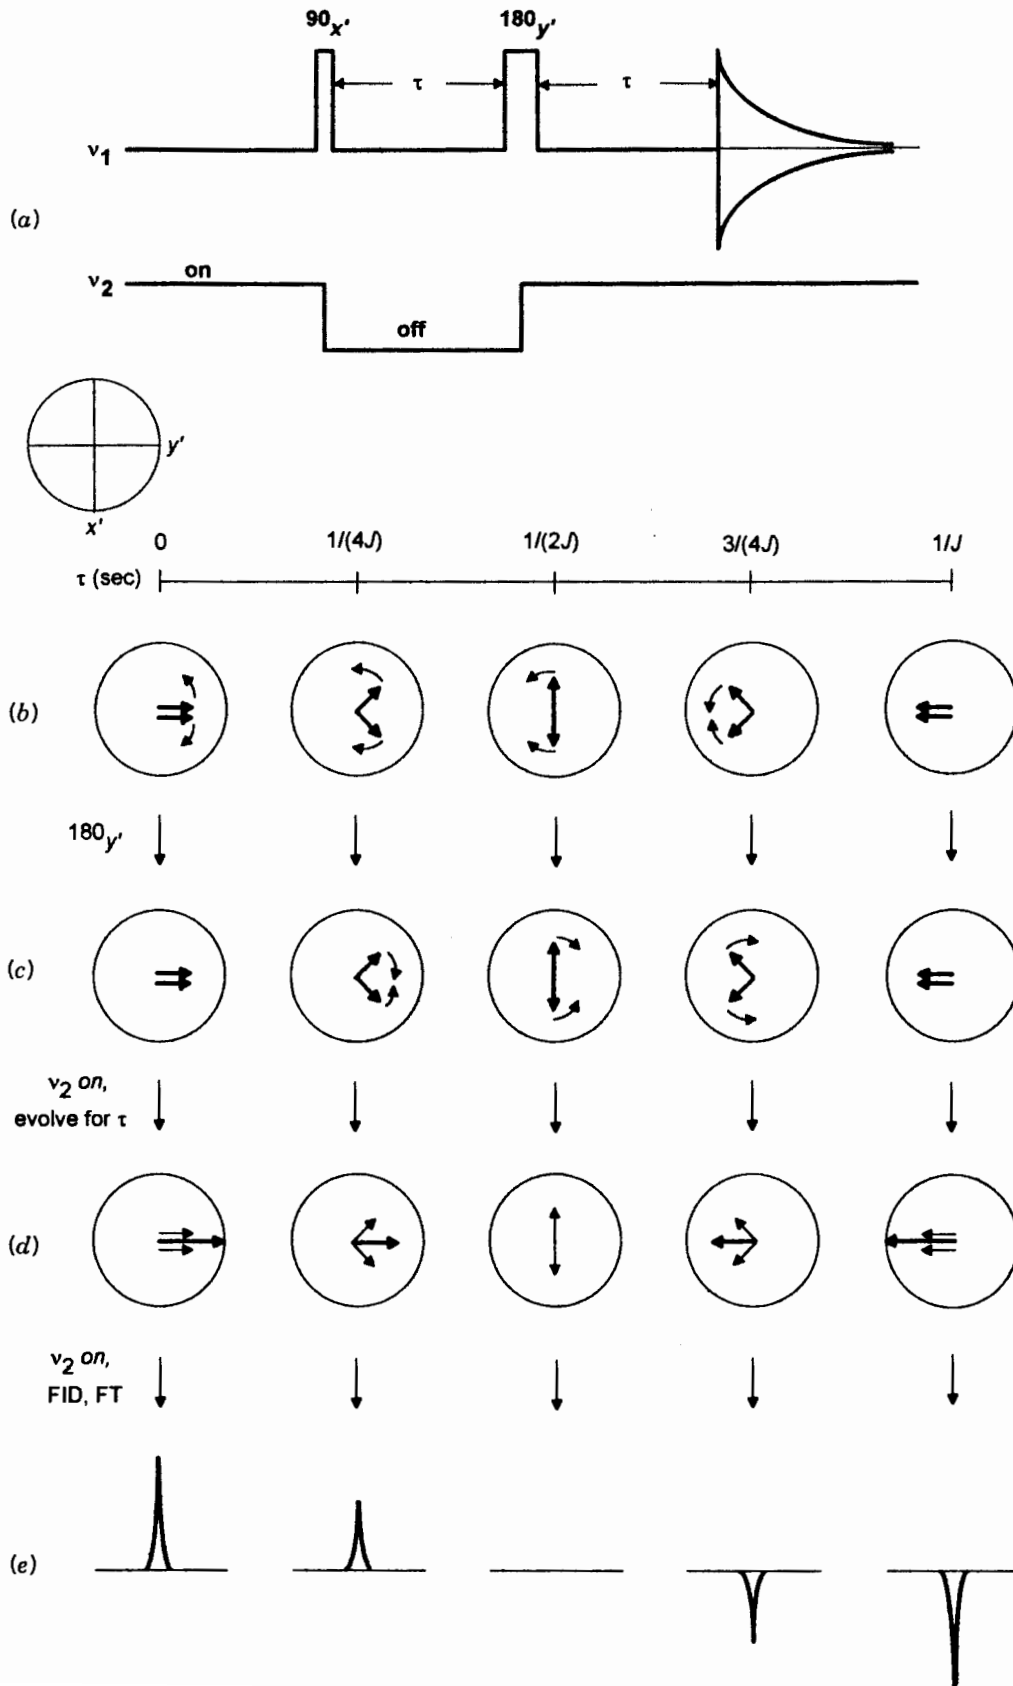 90x' 180y'
τ τ
ν1
(a)
on
ν2
off
y'
x'
0 1/(4J) 1/(2J) 3/(4J) 1/J
τ (sec)
(b)
180y'
(c)
ν2 on,
evolve for τ
(d)
ν2 on,
FID, FT
(e)